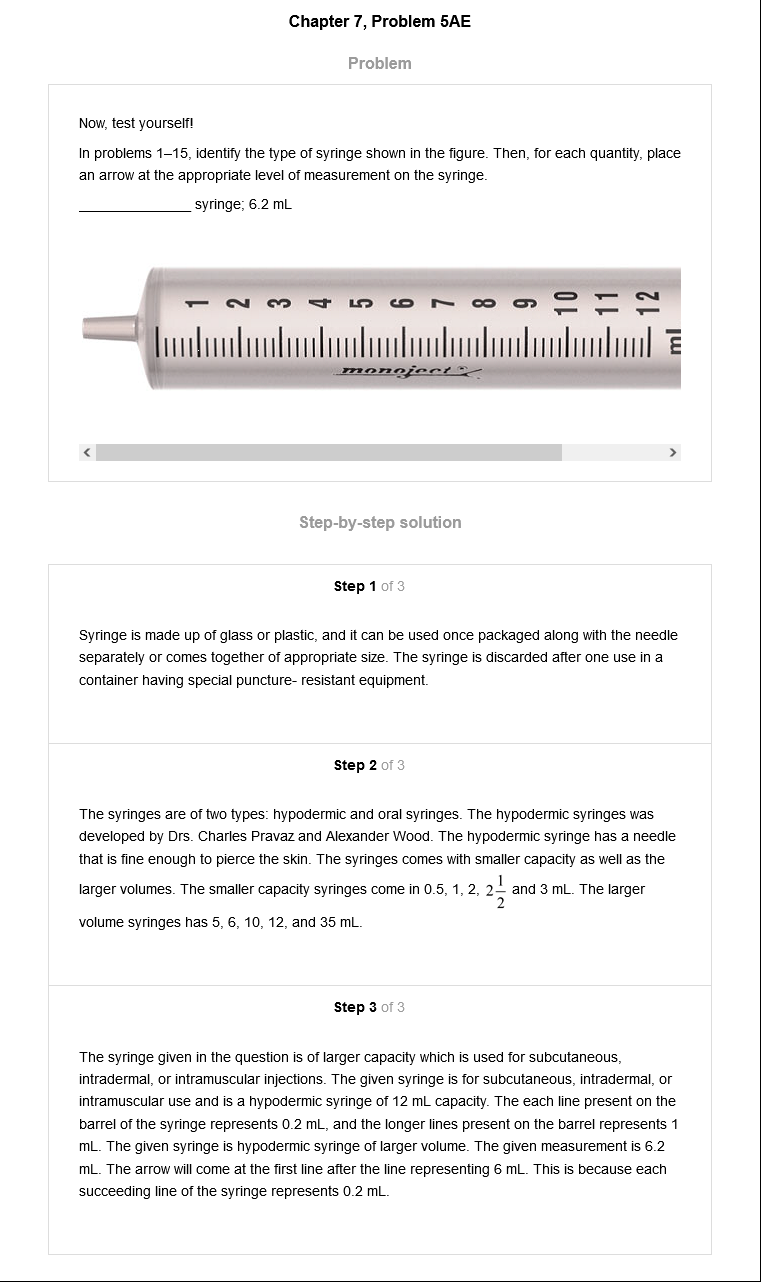 Chapter 7, Problem 5AE
Problem
Now, test yourself!
In problems 1–15, identify the type of syringe shown in the figure. Then, for each quantity, place
an arrow at the appropriate level of measurement on the syringe.
_______________ syringe; 6.2 mL
1 2 3 4 5 6 7 8 9 10 11 12
ml
monoject
Step-by-step solution
Step 1 of 3
Syringe is made up of glass or plastic, and it can be used once packaged along with the needle
separately or comes together of appropriate size. The syringe is discarded after one use in a
container having special puncture- resistant equipment.
Step 2 of 3
The syringes are of two types: hypodermic and oral syringes. The hypodermic syringes was
developed by Drs. Charles Pravaz and Alexander Wood. The hypodermic syringe has a needle
that is fine enough to pierce the skin. The syringes comes with smaller capacity as well as the
larger volumes. The smaller capacity syringes come in 0.5, 1, 2, 2 1/2 and 3 mL. The larger
volume syringes has 5, 6, 10, 12, and 35 mL.
Step 3 of 3
The syringe given in the question is of larger capacity which is used for subcutaneous,
intradermal, or intramuscular injections. The given syringe is for subcutaneous, intradermal, or
intramuscular use and is a hypodermic syringe of 12 mL capacity. The each line present on the
barrel of the syringe represents 0.2 mL, and the longer lines present on the barrel represents 1
mL. The given syringe is hypodermic syringe of larger volume. The given measurement is 6.2
mL. The arrow will come at the first line after the line representing 6 mL. This is because each
succeeding line of the syringe represents 0.2 mL.